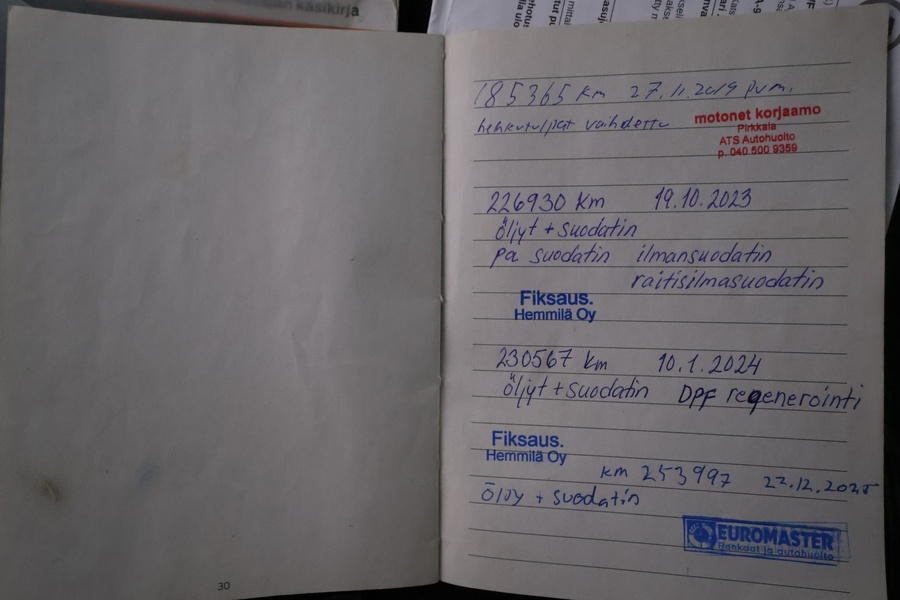 käsikirja
185365 km 27.11.2019 pvm.
hehkutulpat vaihdettu
motonet korjaamo
Pirkkala
ATS Autohuolto
p. 040 500 9359
226930 km 19.10.2023
öljyt + suodatin
pa suodatin ilmansuodatin
raitisilmasuodatin
Fiksaus.
Hemmilä Oy
230567 km 10.1.2024
öljyt + suodatin DPF regenerointi
Fiksaus.
Hemmilä Oy
km 253997 22.12.2025
öljy + suodatin
EUROMASTER
Renkaat ja autohuolto
30